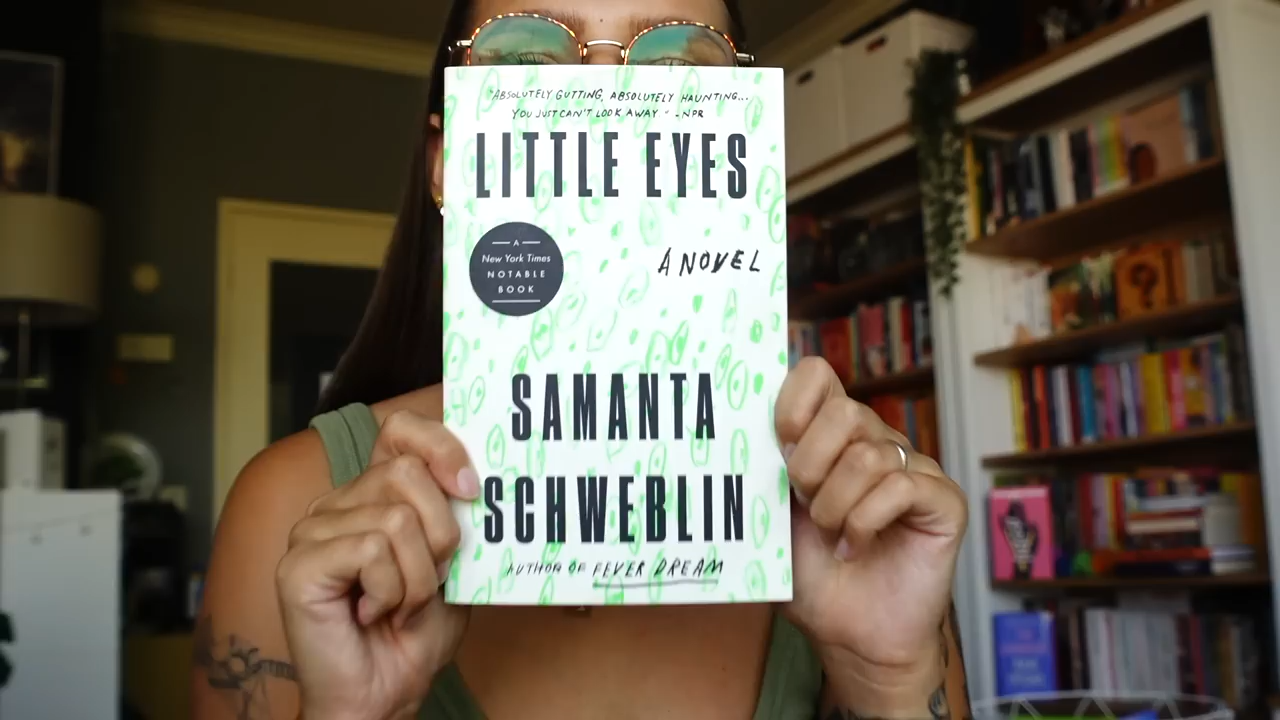 "ABSOLUTELY GUTTING, ABSOLUTELY HAUNTING...
YOU JUST CAN'T LOOK AWAY." -NPR
LITTLE EYES
A
New York Times
NOTABLE
BOOK
A NOVEL
SAMANTA
SCHWEBLIN
AUTHOR OF FEVER DREAM